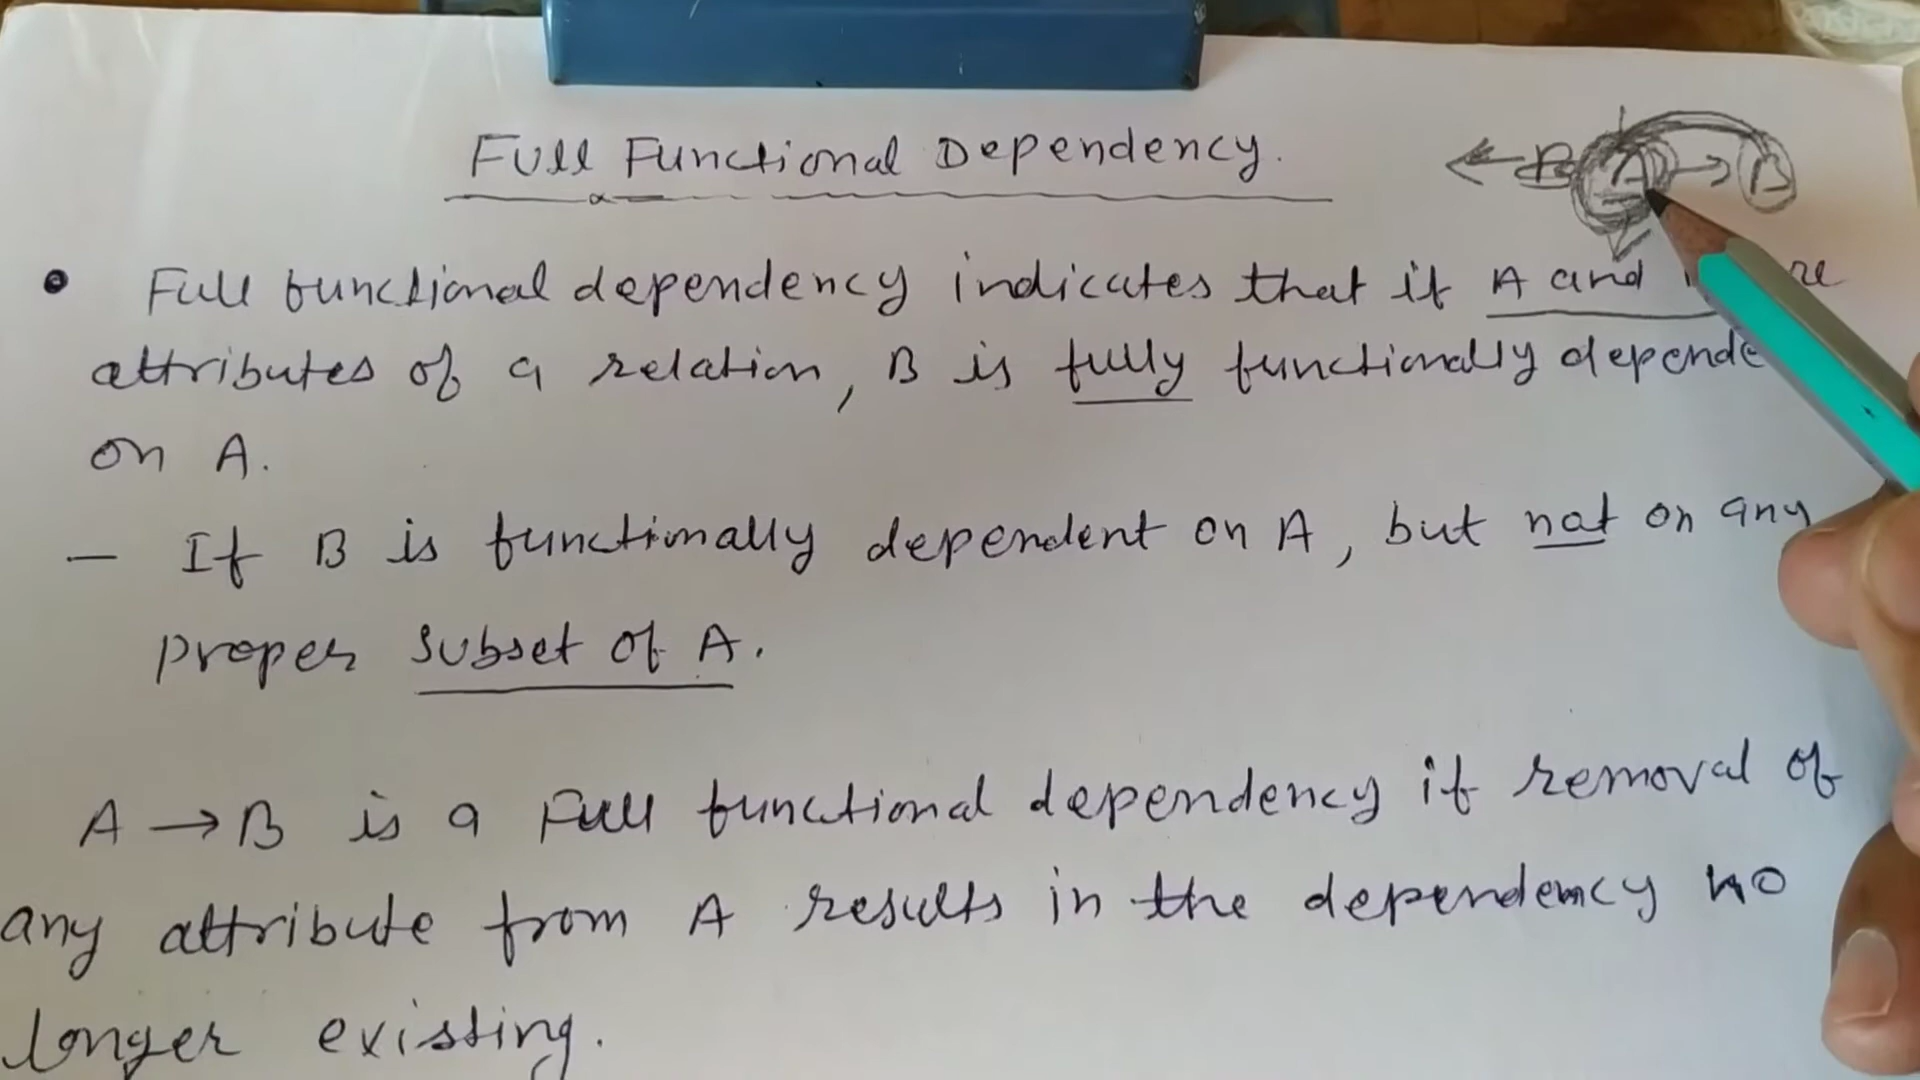 Full Functional Dependency.
B A → B
• Full functional dependency indicates that if A and re
attributes of a relation, B is fully functionally depende
on A.
— If B is functionally dependent on A, but not on any
proper subset of A.
A → B is a Full functional dependency if removal of
any attribute from A results in the dependency no
longer existing.